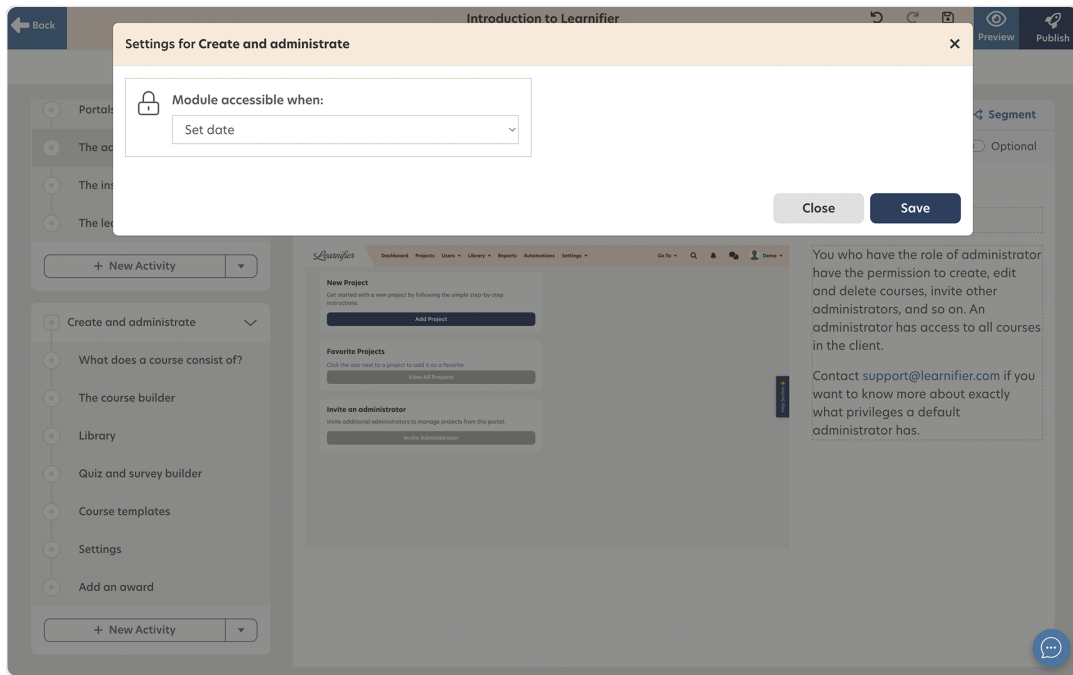 Back
Introduction to Learnifier
Preview
Publish
Settings for Create and administrate
Module accessible when:
Set date
Close
Save
Portals
The ad
The ins
The lea
+ New Activity
Create and administrate
What does a course consist of?
The course builder
Library
Quiz and survey builder
Course templates
Settings
Add an award
+ New Activity
Segment
Optional
Learnifier
Dashboard Projects Users Library Reports Automations Settings Go To Demo
New Project
Get started with a new project by following the simple step-by step
instructions.
Add Project
Favorite Projects
Click the star next to a project to add it as a favorite.
View All Projects
Invite an administrator
Invite additional administrators to manage projects from this portal.
Invite Administrator
You who have the role of administrator
have the permission to create, edit
and delete courses, invite other
administrators, and so on. An
administrator has access to all courses
in the client.
Contact support@learnifier.com if you
want to know more about exactly
what privileges a default
administrator has.